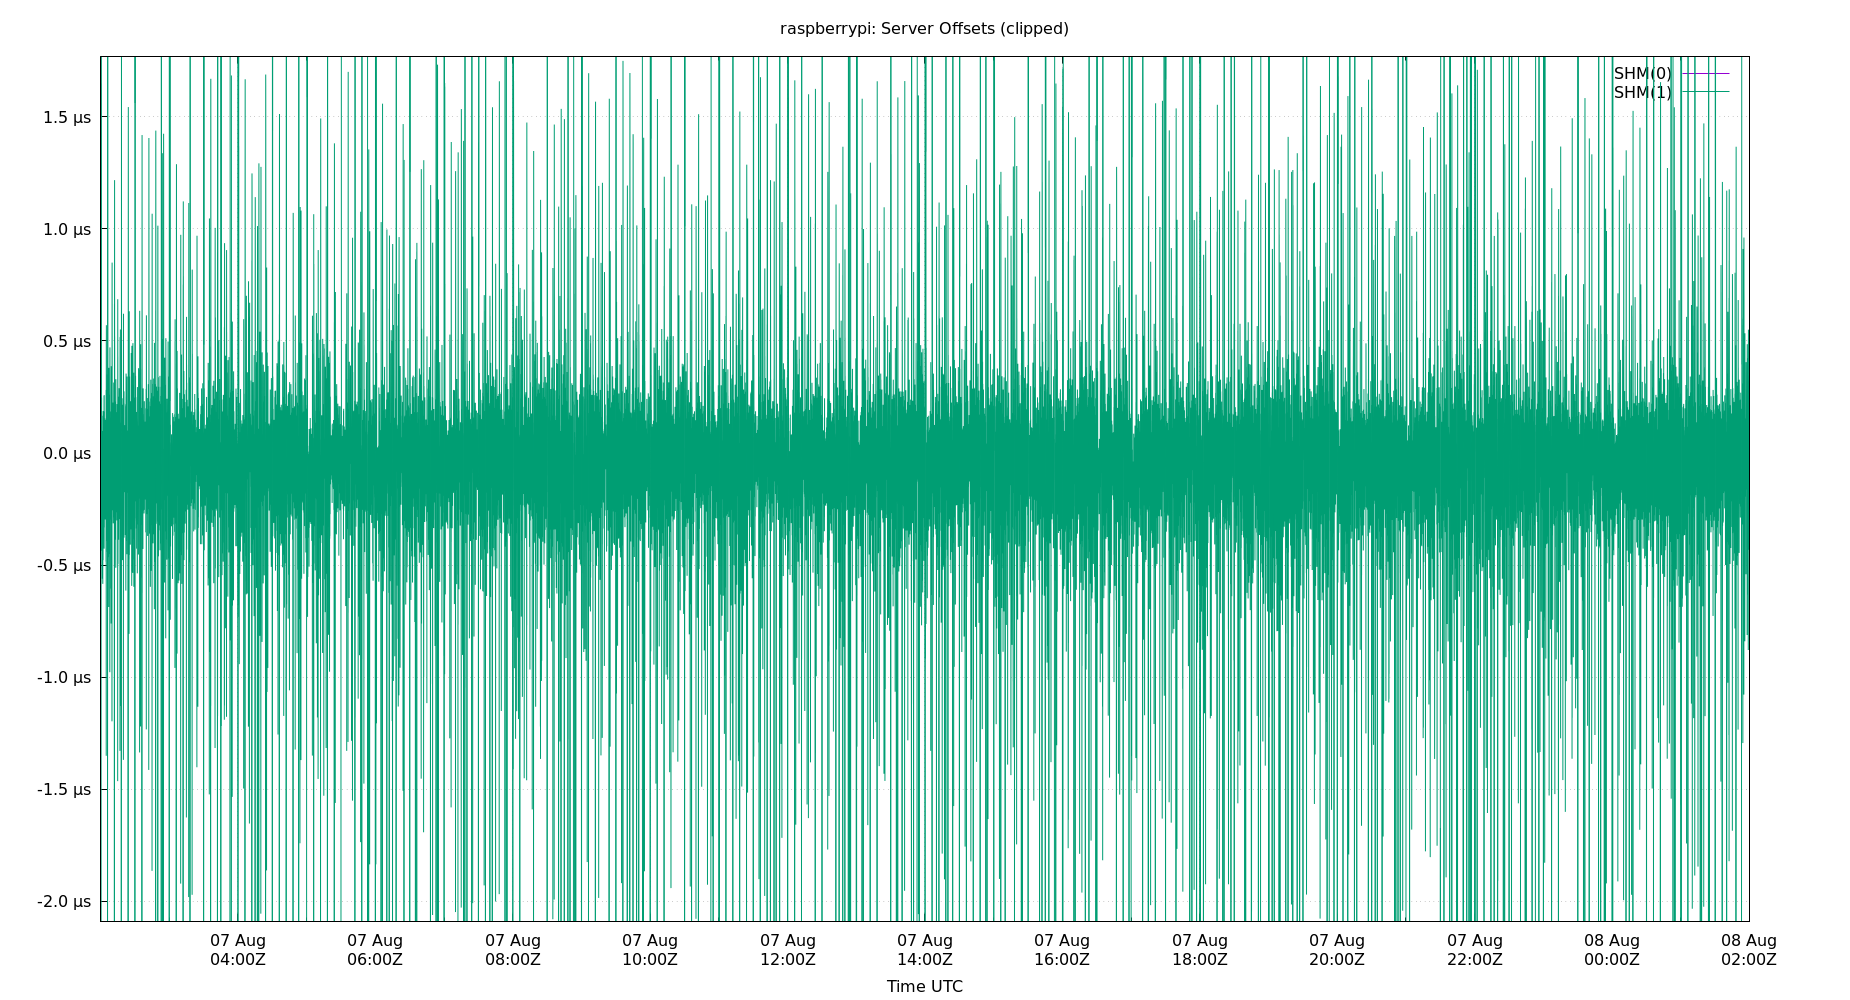 raspberrypi: Server Offsets (clipped)
SHM(0)
SHM(1)
1.5 µs
1.0 µs
0.5 µs
0.0 µs
-0.5 µs
-1.0 µs
-1.5 µs
-2.0 µs
07 Aug 07 Aug 07 Aug 07 Aug 07 Aug 07 Aug 07 Aug 07 Aug 07 Aug 07 Aug 08 Aug 08 Aug
04:00Z 06:00Z 08:00Z 10:00Z 12:00Z 14:00Z 16:00Z 18:00Z 20:00Z 22:00Z 00:00Z 02:00Z
Time UTC